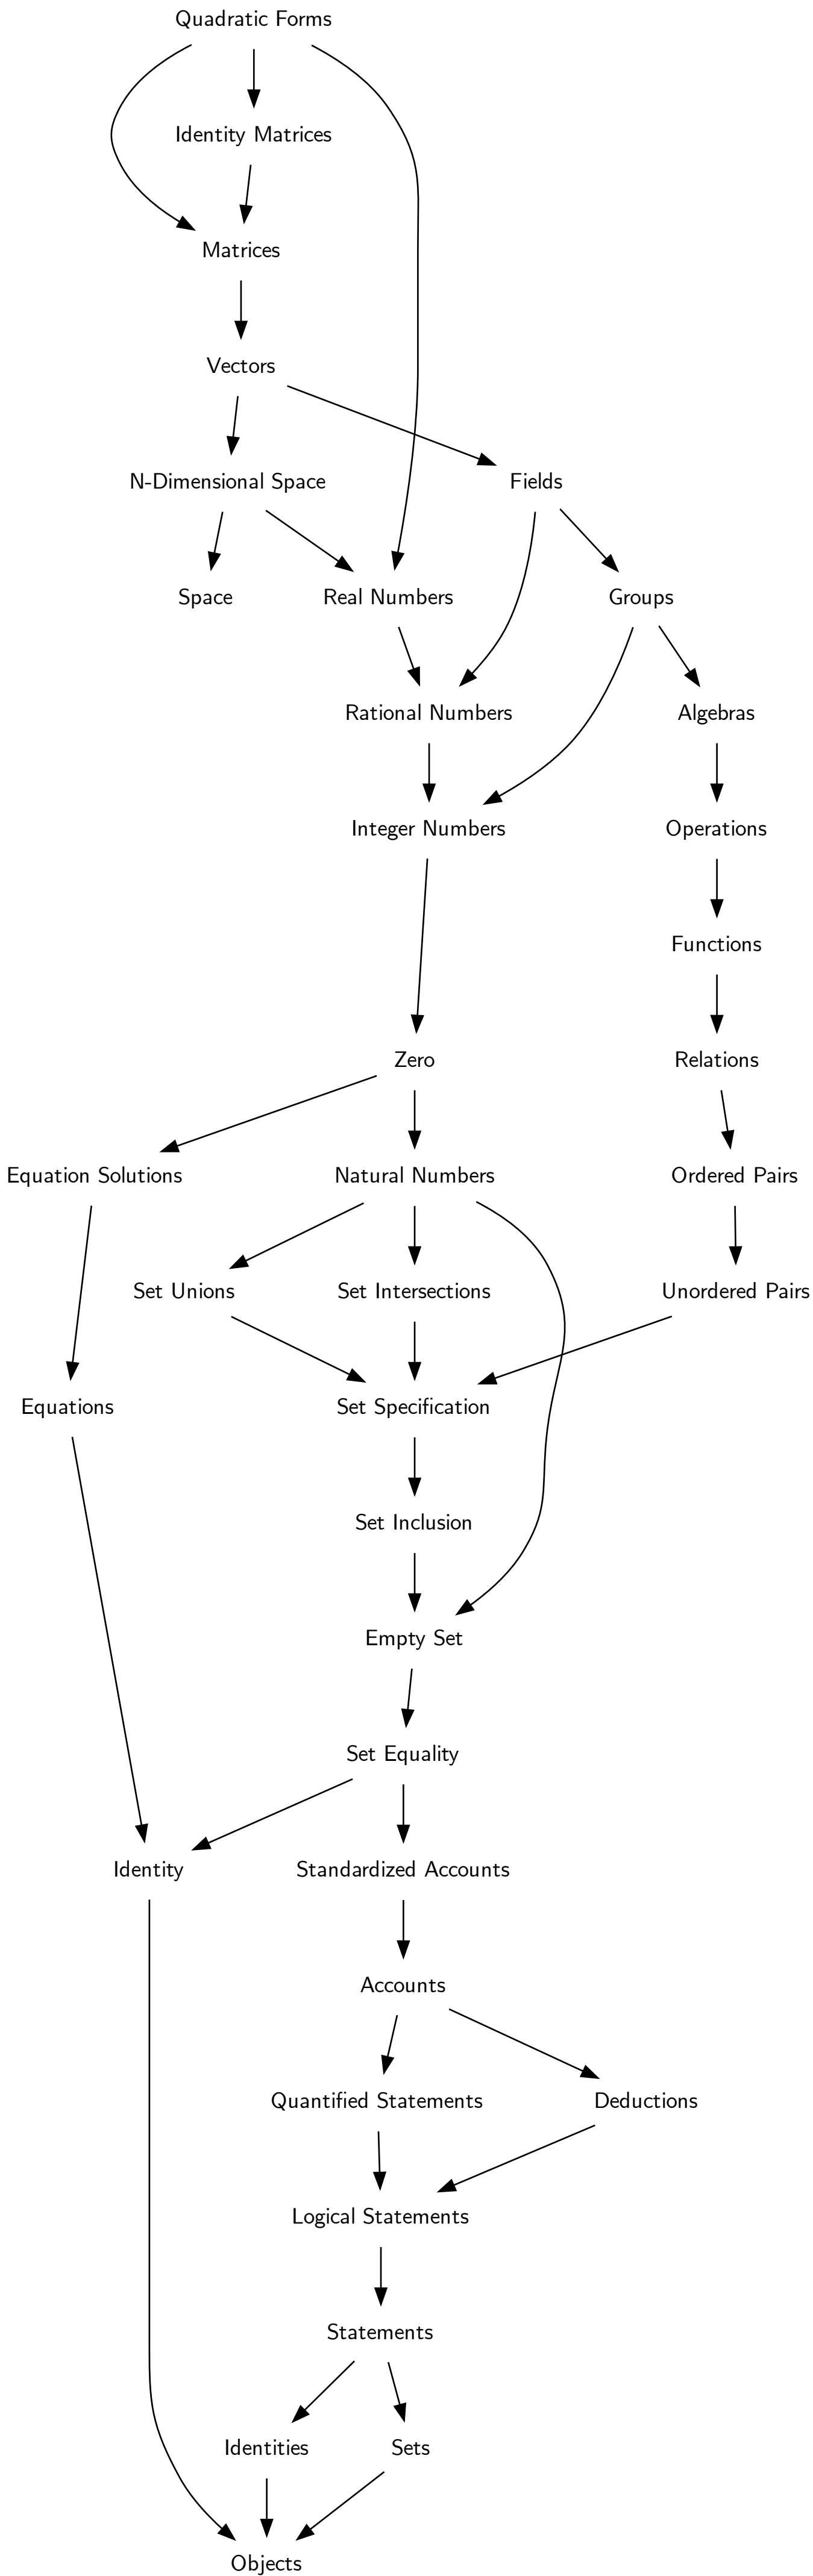 Quadratic Forms
Identity Matrices
Matrices
Vectors
N-Dimensional Space
Fields
Space
Real Numbers
Groups
Rational Numbers
Algebras
Integer Numbers
Operations
Functions
Zero
Relations
Equation Solutions
Natural Numbers
Ordered Pairs
Set Unions
Set Intersections
Unordered Pairs
Equations
Set Specification
Set Inclusion
Empty Set
Set Equality
Identity
Standardized Accounts
Accounts
Quantified Statements
Deductions
Logical Statements
Statements
Identities
Sets
Objects